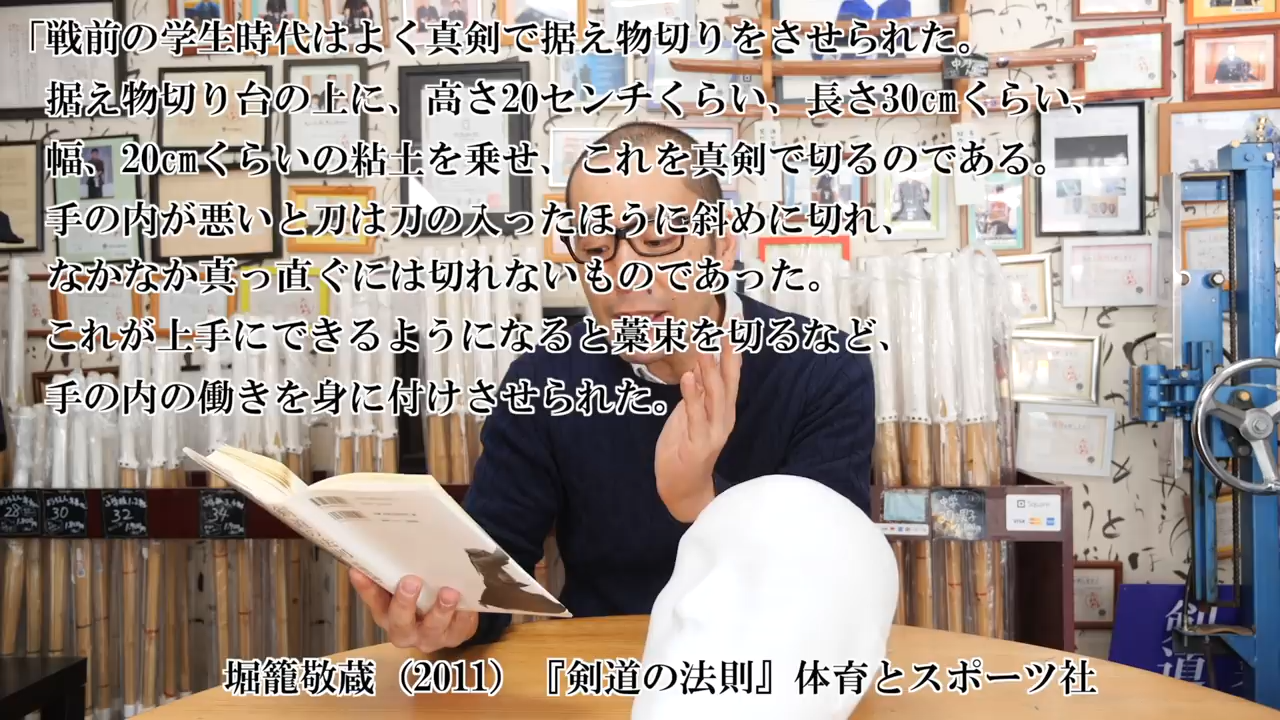 「戦前の学生時代はよく真剣で据え物切りをさせられた。
据え物切り台の上に、高さ20センチくらい、長さ30㎝くらい、
幅、20㎝くらいの粘土を乗せ、これを真剣で切るのである。
手の内が悪いと刀は刀の入ったほうに斜めに切れ、
なかなか真っ直ぐには切れないものであった。
これが上手にできるようになると藁束を切るなど、
手の内の働きを身に付けさせられた。
28
30
32
34
Square
VISA
剣道
堀籠敬蔵（2011）『剣道の法則』体育とスポーツ社